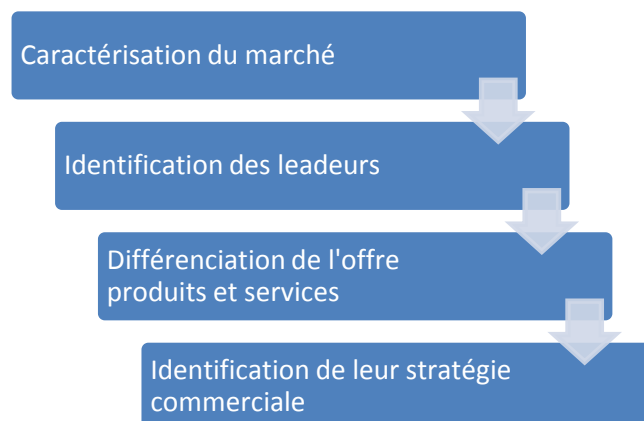 Caractérisation du marché
Identification des leadeurs
Différenciation de l'offre
produits et services
Identification de leur stratégie
commerciale